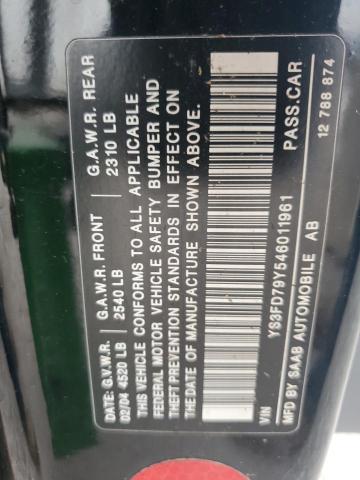 DATE: G.V.W.R. G.A.W.R. FRONT G.A.W.R. REAR
02/04 4520 LB 2540 LB 2310 LB
THIS VEHICLE CONFORMS TO ALL APPLICABLE
FEDERAL MOTOR VEHICLE SAFETY BUMPER AND
THEFT PREVENTION STANDARDS IN EFFECT ON
THE DATE OF MANUFACTURE SHOWN ABOVE.
VIN YS3FD79Y546011961 PASS.CAR
MFD BY SAAB AUTOMOBILE AB 12 788 874